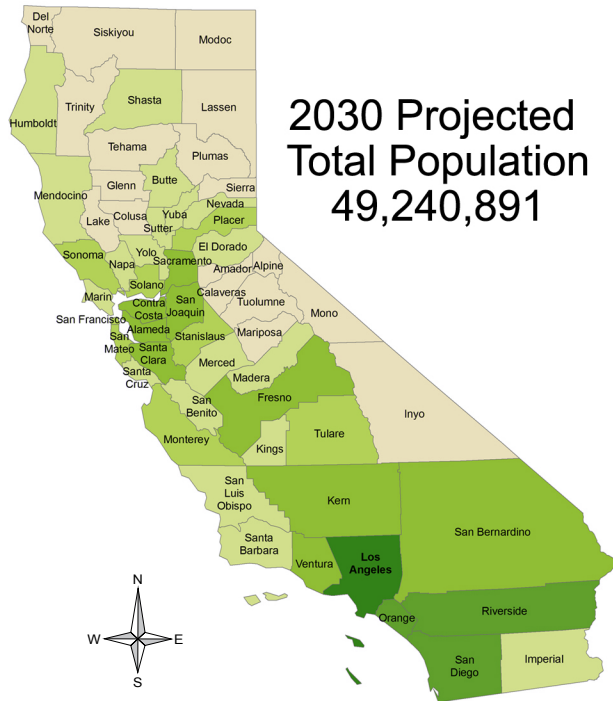 Del
Norte
Siskiyou
Modoc
Trinity
Shasta
Lassen
Humboldt
2030 Projected
Total Population
49,240,891
Tehama
Plumas
Glenn
Butte
Sierra
Mendocino
Nevada
Colusa
Yuba
Placer
Lake
Sutter
El Dorado
Sonoma
Yolo
Sacramento
Napa
Amador
Alpine
Solano
Marin
Calaveras
Contra
Costa
San
Joaquin
Tuolumne
Mono
San Francisco
Alameda
Stanislaus
Mariposa
San
Mateo
Santa
Clara
Merced
Santa
Cruz
Madera
Fresno
San
Benito
Inyo
Monterey
Tulare
Kings
San
Luis
Obispo
Kern
San Bernardino
Santa
Barbara
Ventura
Los
Angeles
N
Orange
Riverside
W
E
San
Diego
Imperial
S